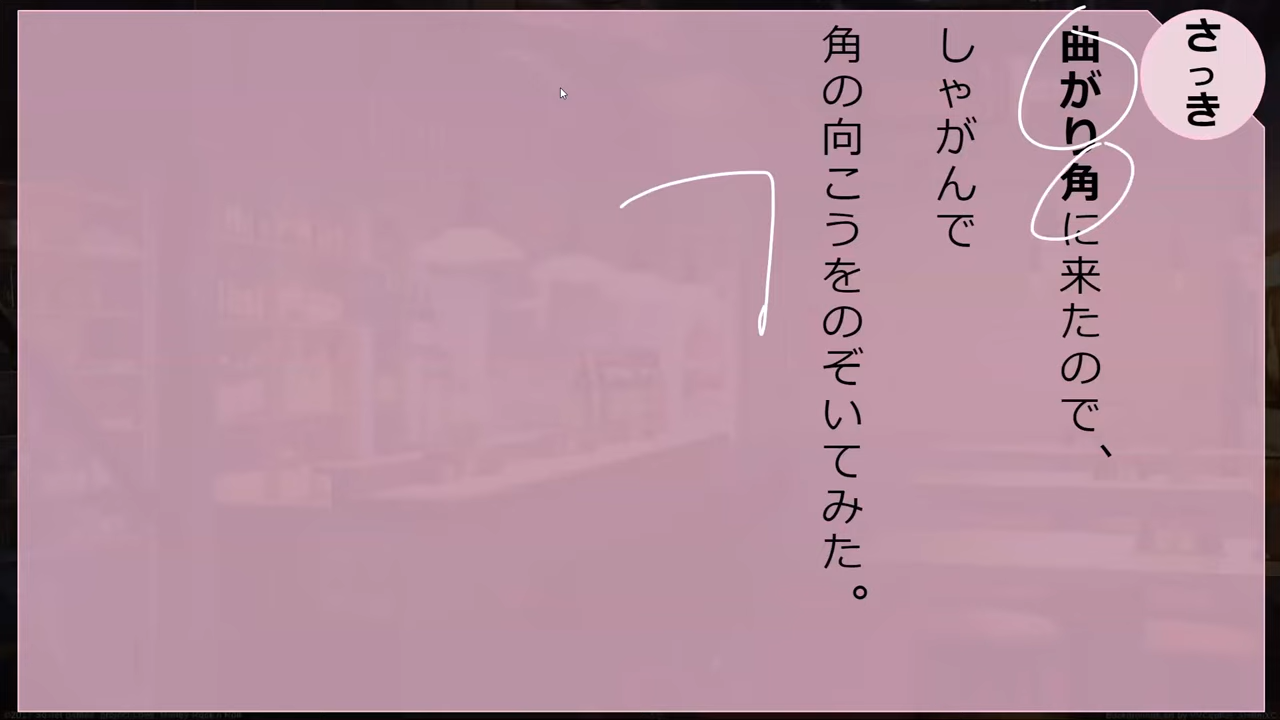 さっき
曲がり角に来たので、
しゃがんで
角の向こうをのぞいてみた。